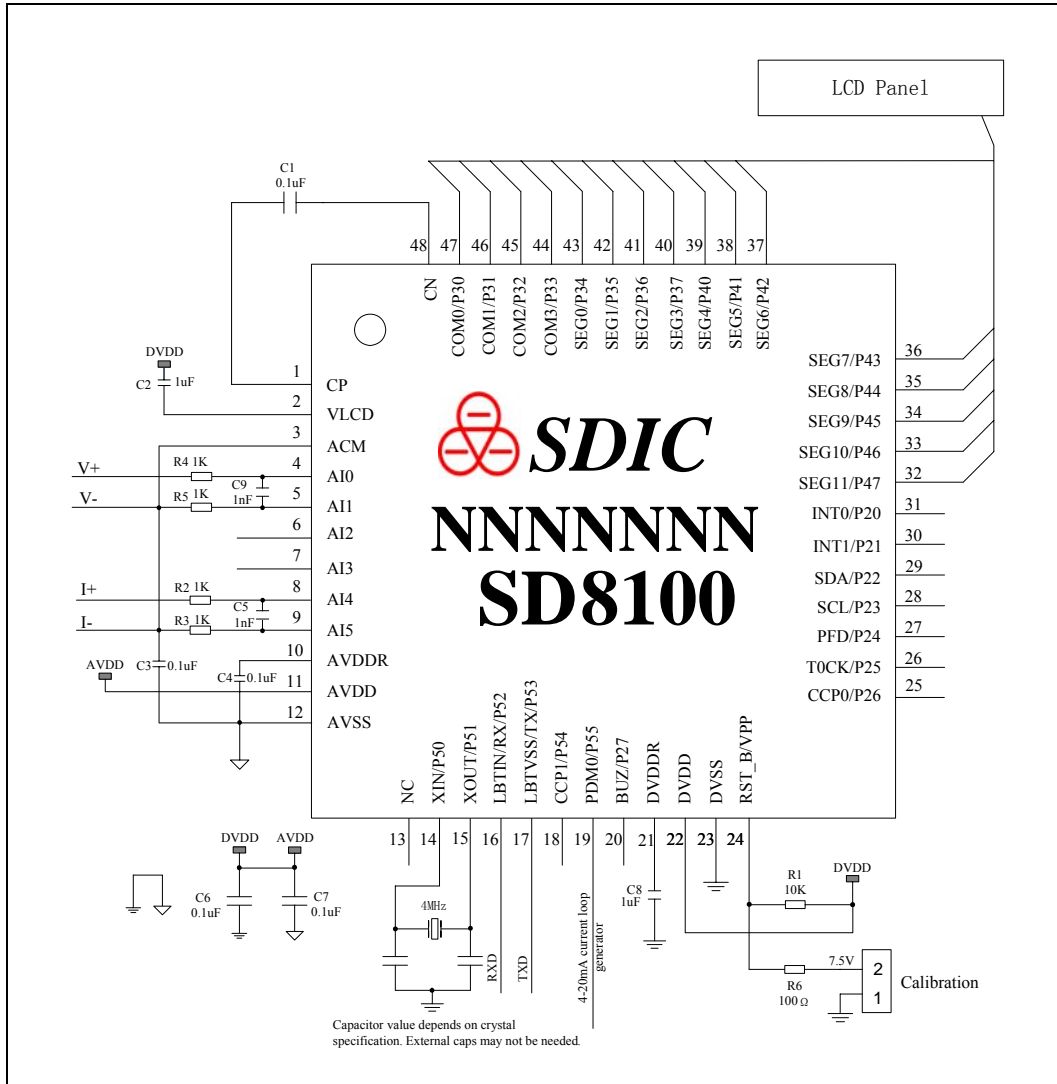 LCD Panel
C1
0.1uF
48
47
46
45
44
43
42
41
40
39
38
37
CN
COM0/P30
COM1/P31
COM2/P32
COM3/P33
SEG0/P34
SEG1/P35
SEG2/P36
SEG3/P37
SEG4/P40
SEG5/P41
SEG6/P42
DVDD
C2
1uF
1
CP
2
VLCD
3
ACM
V+
R4 1K
C9
1nF
4
AI0
V-
R5 1K
5
AI1
6
AI2
7
AI3
I+
R2 1K
C5
1nF
8
AI4
I-
R3 1K
9
AI5
C3
0.1uF
10
AVDDR
AVDD
C4
0.1uF
11
AVDD
12
AVSS
SDIC
NNNNNNN
SD8100
SEG7/P43
36
SEG8/P44
35
SEG9/P45
34
SEG10/P46
33
SEG11/P47
32
INT0/P20
31
INT1/P21
30
SDA/P22
29
SCL/P23
28
PFD/P24
27
T0CK/P25
26
CCP0/P26
25
NC
XIN/P50
XOUT/P51
LBTIN/RX/P52
LBTVSS/TX/P53
CCP1/P54
PDM0/P55
BUZ/P27
DVDDR
DVDD
DVSS
RST_B/VPP
13
14
15
16
17
18
19
20
21
22
23
24
DVDD
AVDD
C6
0.1uF
C7
0.1uF
4MHz
RXD
TXD
4-20mA current loop
generator
C8
1uF
R1
10K
DVDD
7.5V
R6
100Ω
2
1
Calibration
Capacitor value depends on crystal
specification. External caps may not be needed.